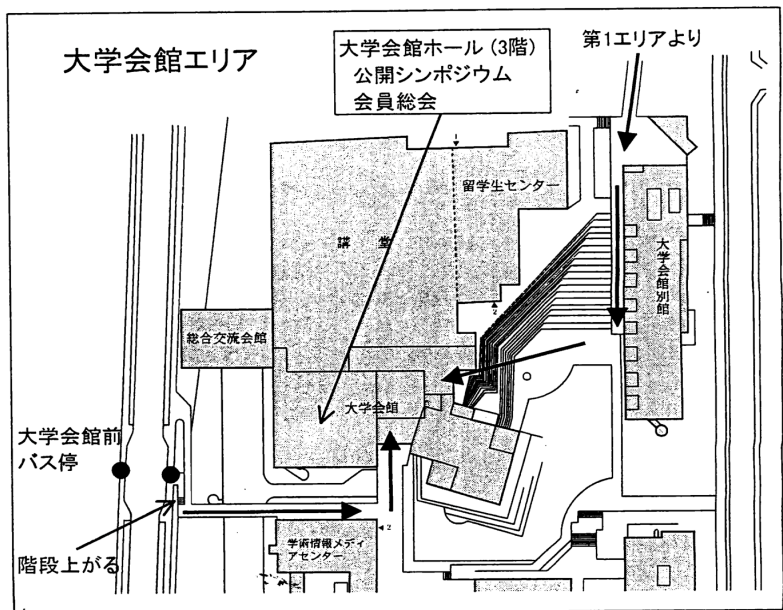 大学会館エリア
大学会館ホール (3階)
公開シンポジウム
会員総会
第1エリアより
留学生センター
講 堂
大学会館別館
総合交流会館
大学会館
大学会館前
バス停
階段上がる
学術情報メディ
アセンター
2
2
1